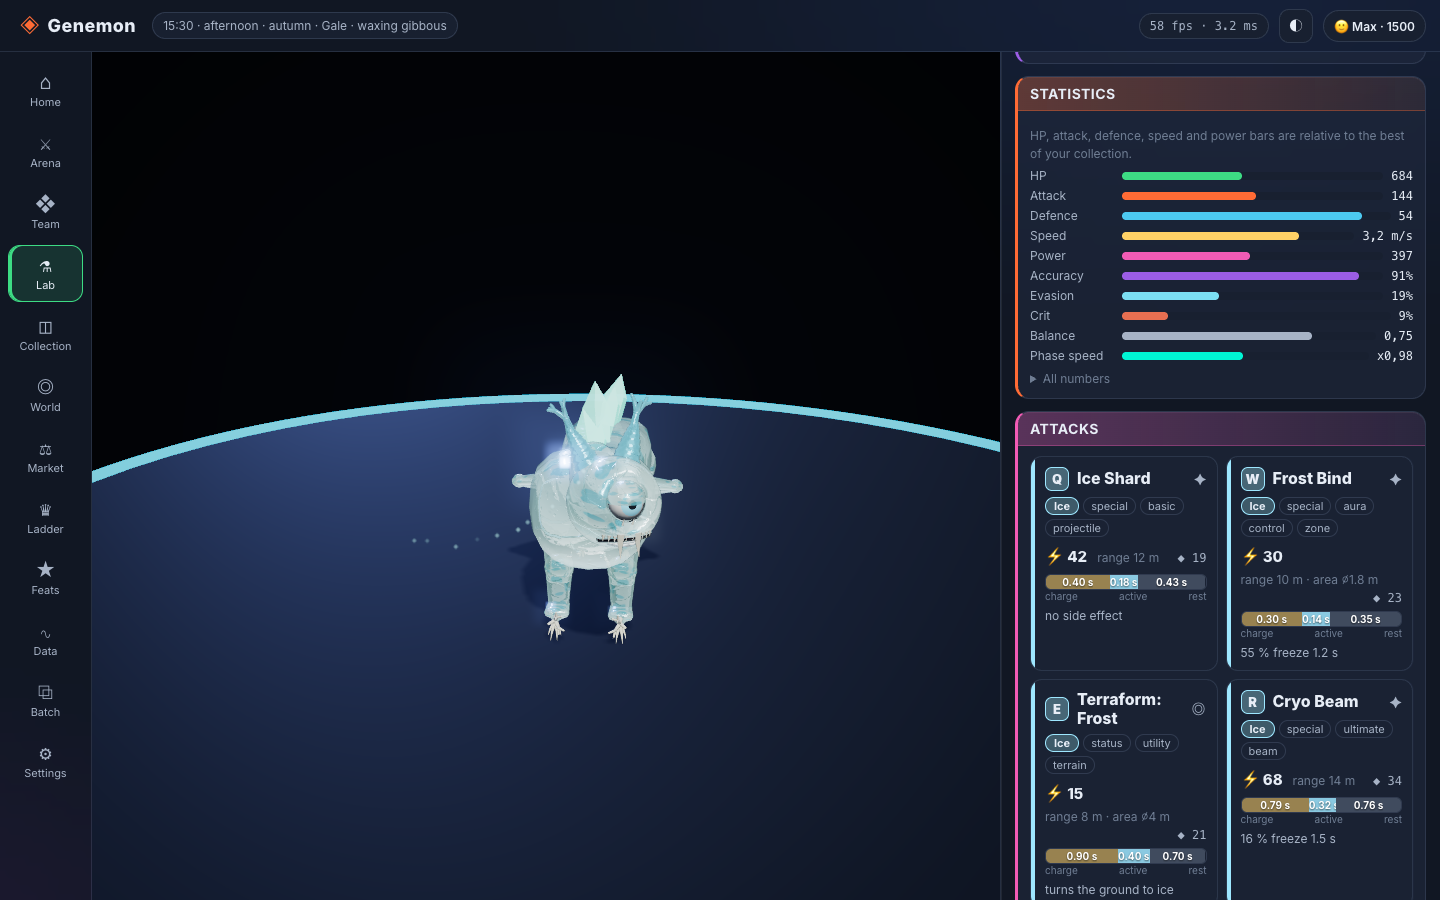 Genemon
15:30 · afternoon · autumn · Gale · waxing gibbous
58 fps · 3.2 ms
Max · 1500
Home
Arena
Team
Lab
Collection
World
Market
Ladder
Feats
Data
Batch
Settings
STATISTICS
HP, attack, defence, speed and power bars are relative to the best
of your collection.
HP 684
Attack 144
Defence 54
Speed 3,2 m/s
Power 397
Accuracy 91%
Evasion 19%
Crit 9%
Balance 0,75
Phase speed x0,98
▶ All numbers
ATTACKS
Q Ice Shard
Ice special basic
projectile
⚡ 42 range 12 m ◆ 19
0.40 s 0.18 s 0.43 s
charge active rest
no side effect
W Frost Bind
Ice special aura
control zone
⚡ 30
range 10 m · area ø1.8 m
◆ 23
0.30 s 0.14 s 0.35 s
charge active rest
55 % freeze 1.2 s
E Terraform:
Frost
Ice status utility
terrain
⚡ 15
range 8 m · area ø4 m
◆ 21
0.90 s 0.40 s 0.70 s
charge active rest
turns the ground to ice
R Cryo Beam
Ice special ultimate
beam
⚡ 68 range 14 m ◆ 34
0.79 s 0.32 s 0.76 s
charge active rest
16 % freeze 1.5 s